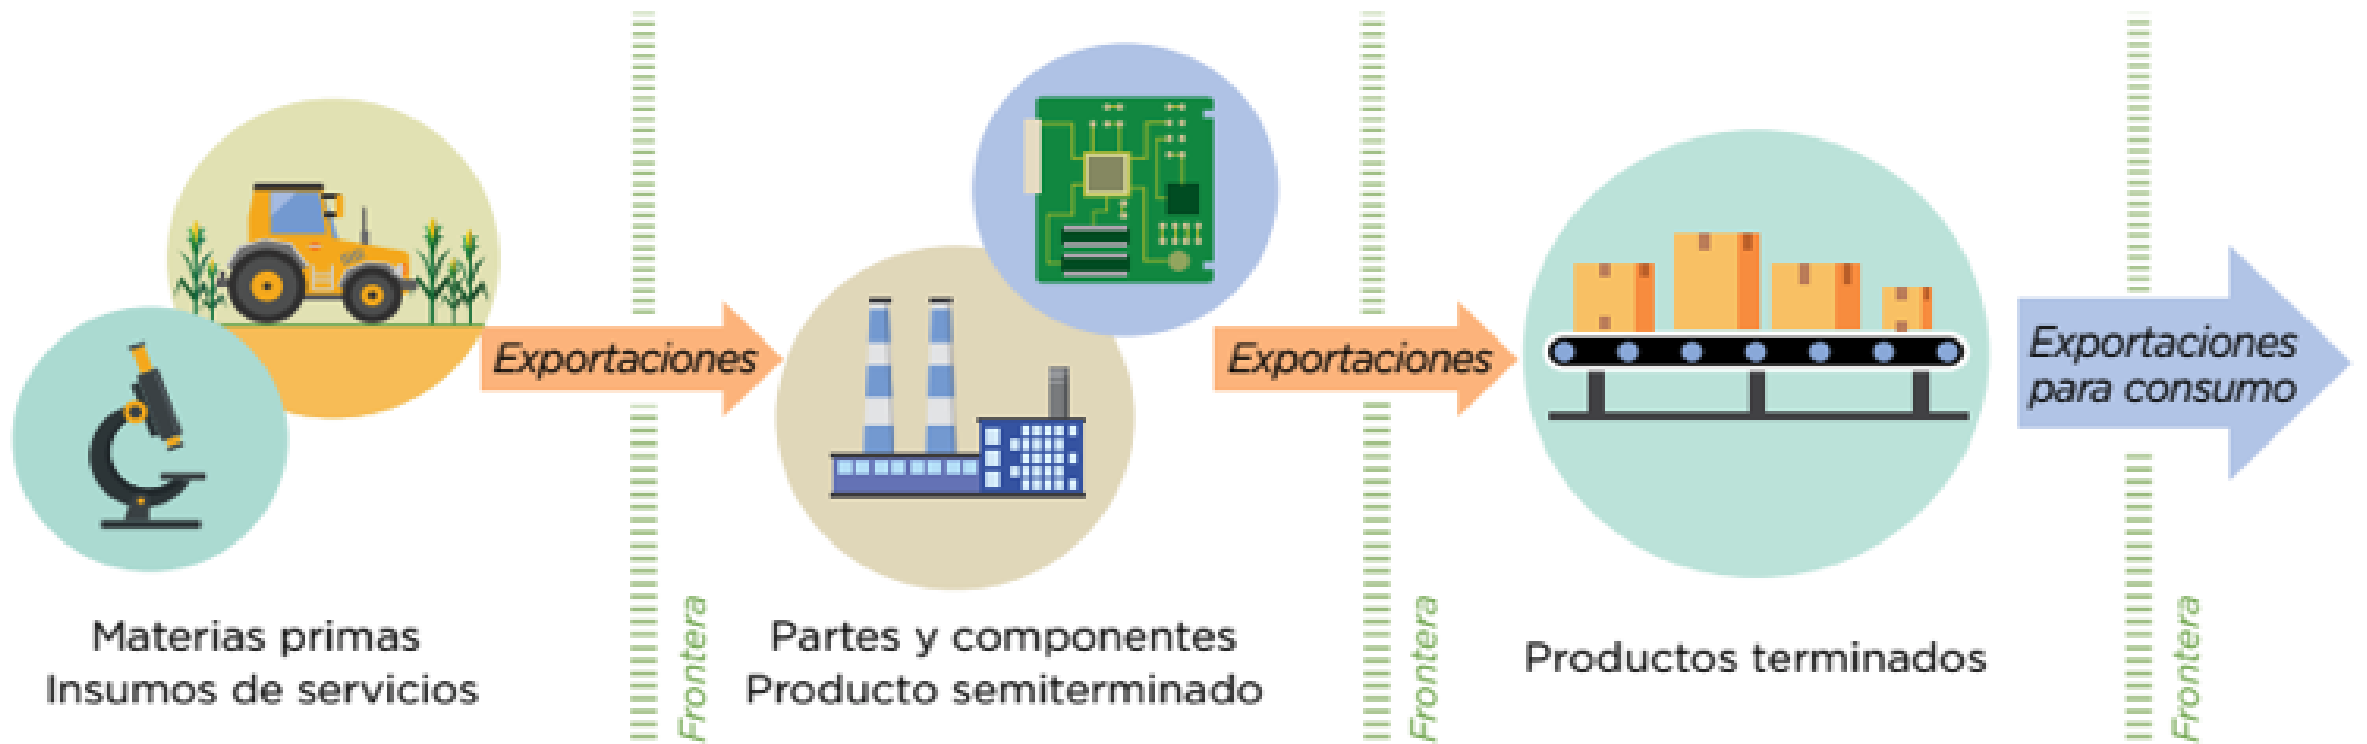 Exportaciones
Exportaciones
Exportaciones
para consumo
Materias primas
Insumos de servicios
Frontera
Partes y componentes
Producto semiterminado
Frontera
Productos terminados
Frontera